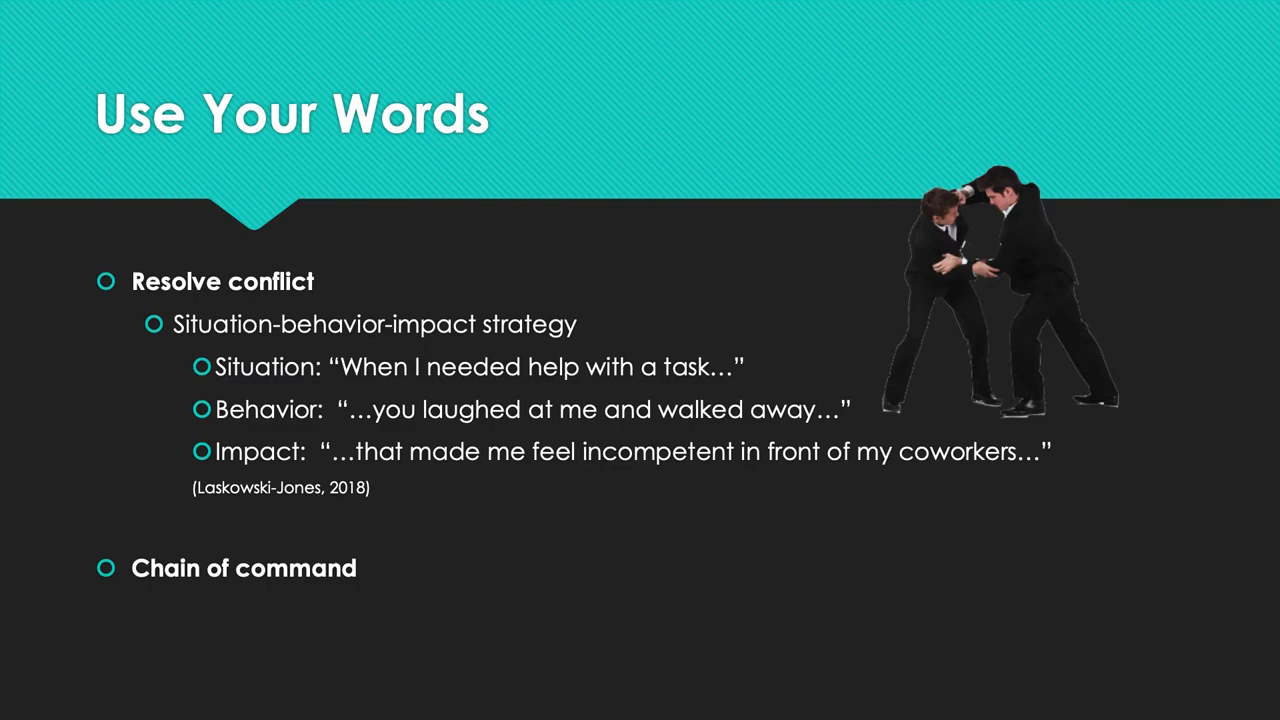 Use Your Words
Resolve conflict
Situation-behavior-impact strategy
Situation: “When I needed help with a task…”
Behavior:  “…you laughed at me and walked away…”
Impact:  “…that made me feel incompetent in front of my coworkers…”
(Laskowski-Jones, 2018)
Chain of command